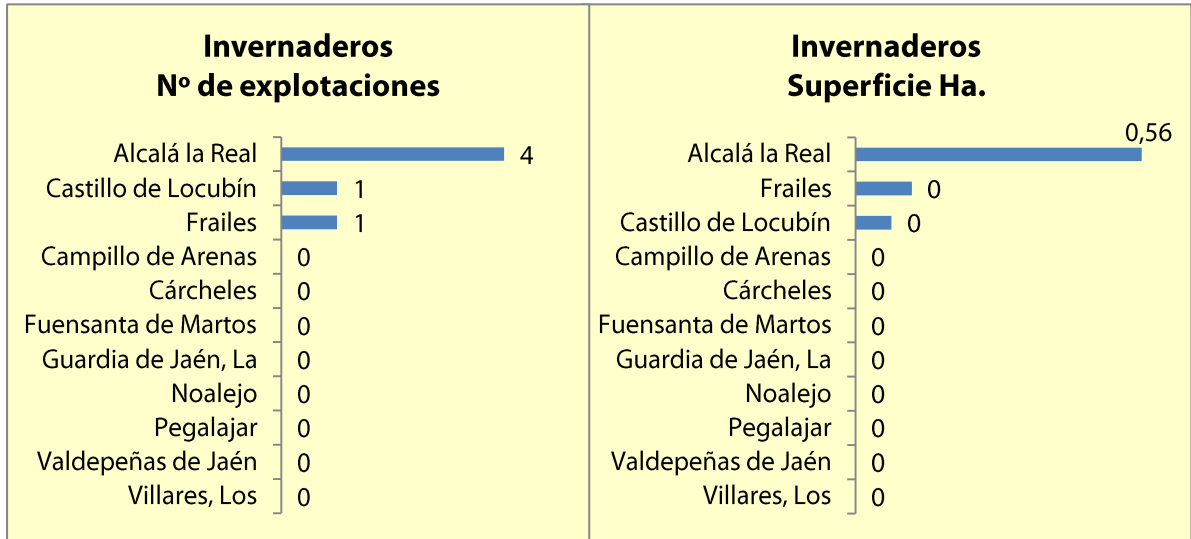 Invernaderos
Nº de explotaciones
Alcalá la Real 4
Castillo de Locubín 1
Frailes 1
Campillo de Arenas 0
Cárcheles 0
Fuensanta de Martos 0
Guardia de Jaén, La 0
Noalejo 0
Pegalajar 0
Valdepeñas de Jaén 0
Villares, Los 0
Invernaderos
Superficie Ha.
Alcalá la Real 0,56
Frailes 0
Castillo de Locubín 0
Campillo de Arenas 0
Cárcheles 0
Fuensanta de Martos 0
Guardia de Jaén, La 0
Noalejo 0
Pegalajar 0
Valdepeñas de Jaén 0
Villares, Los 0